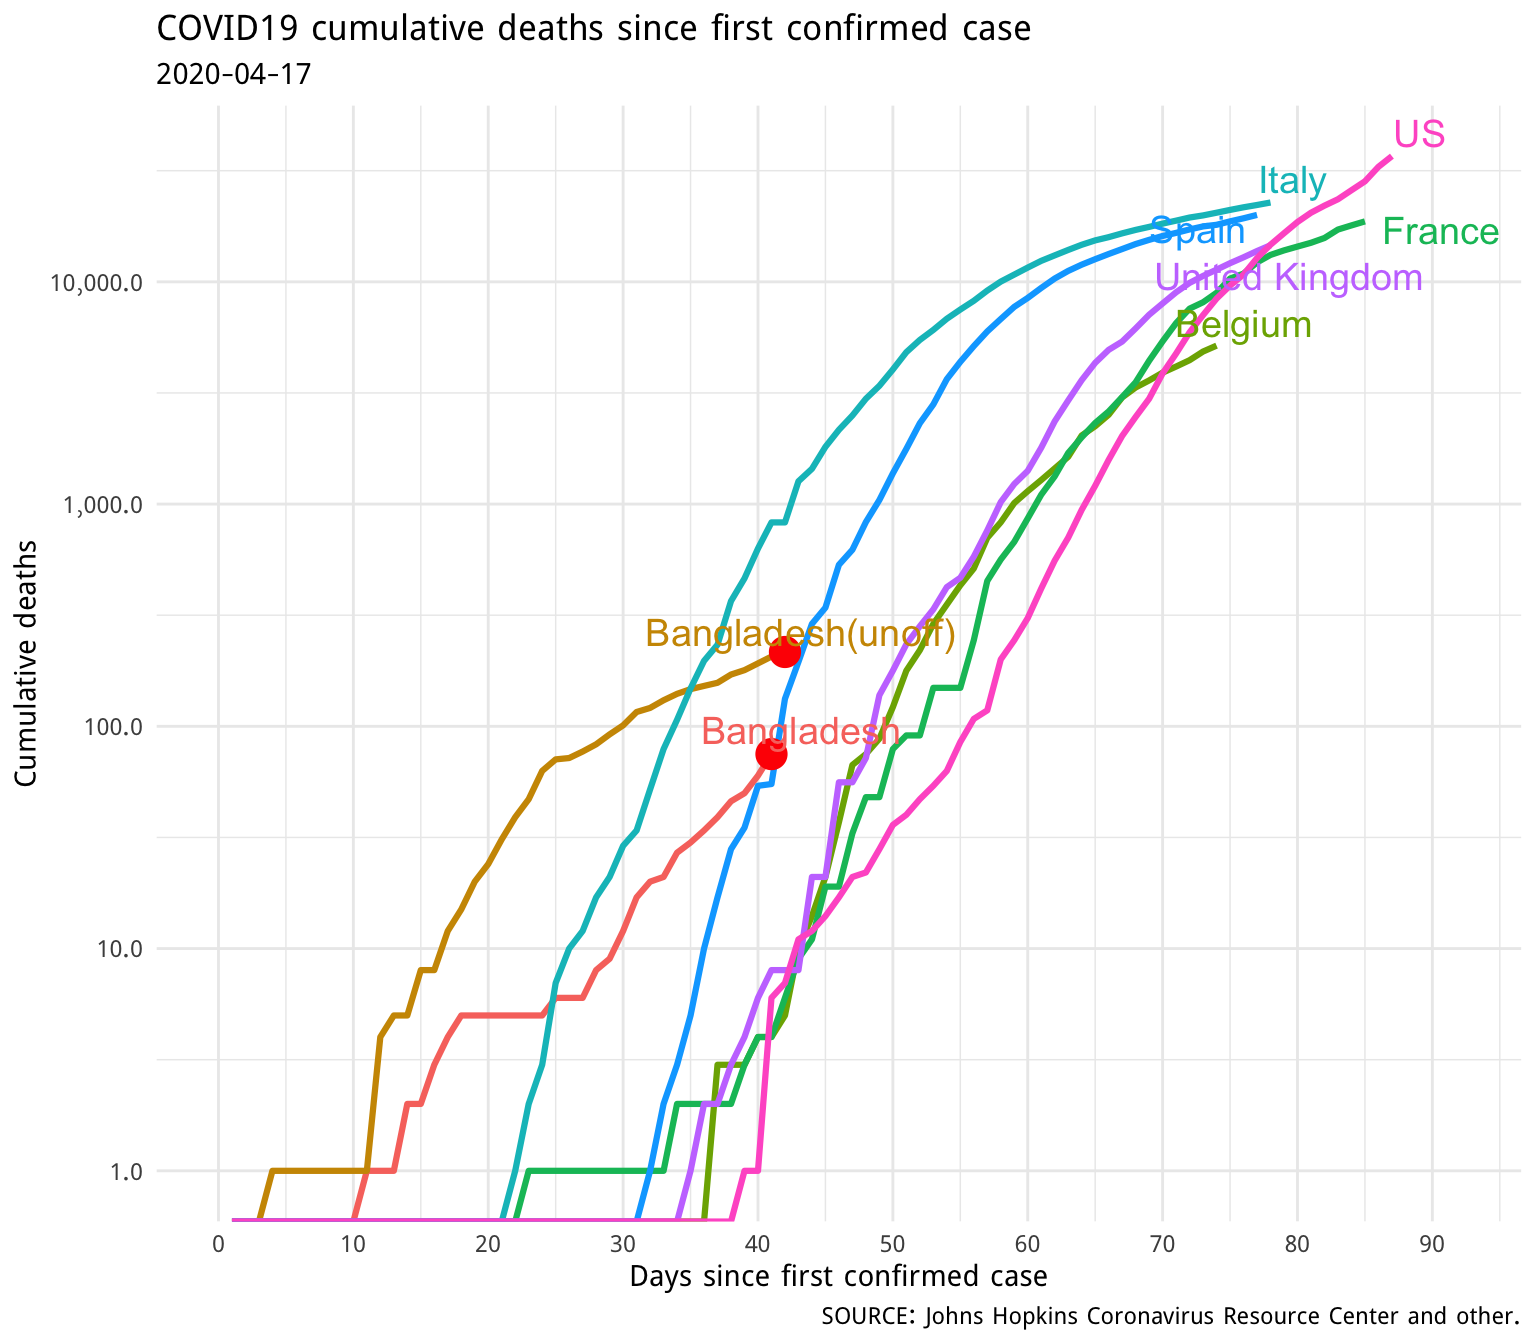 COVID19 cumulative deaths since first confirmed case
2020-04-17
US
Italy
Spain
France
United Kingdom
Belgium
Bangladesh(unoff)
Bangladesh
10,000.0
1,000.0
100.0
10.0
1.0
Cumulative deaths
0 10 20 30 40 50 60 70 80 90
Days since first confirmed case
SOURCE: Johns Hopkins Coronavirus Resource Center and other.